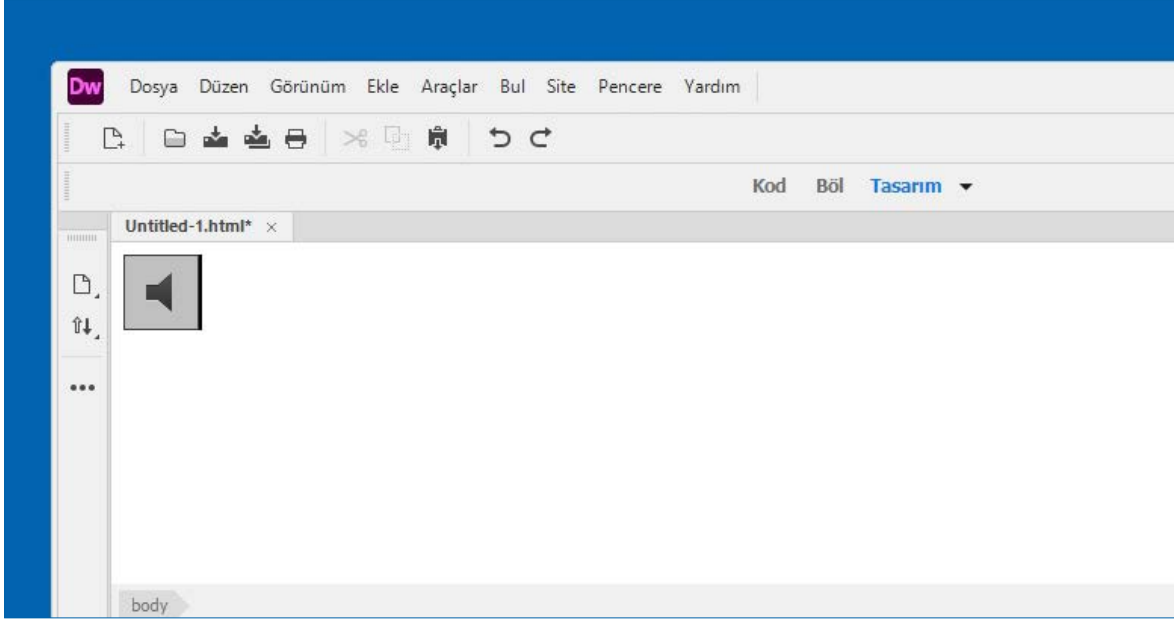 Dw Dosya Düzen Görünüm Ekle Araçlar Bul Site Pencere Yardım
Kod Böl Tasarım
Untitled-1.html*
body